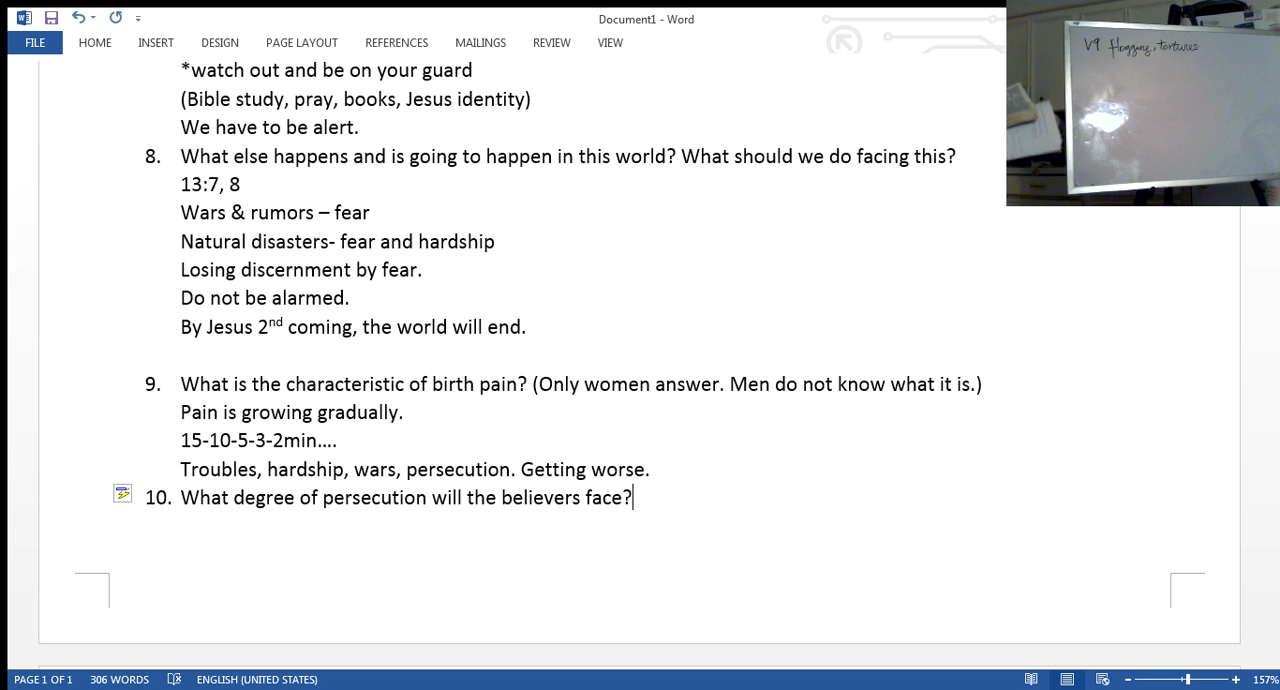 Document1 - Word
FILE HOME INSERT DESIGN PAGE LAYOUT REFERENCES MAILINGS REVIEW VIEW
V9 flogging, tortures
*watch out and be on your guard
(Bible study, pray, books, Jesus identity)
We have to be alert.
8. What else happens and is going to happen in this world? What should we do facing this?
13:7, 8
Wars & rumors – fear
Natural disasters- fear and hardship
Losing discernment by fear.
Do not be alarmed.
By Jesus 2nd coming, the world will end.
9. What is the characteristic of birth pain? (Only women answer. Men do not know what it is.)
Pain is growing gradually.
15-10-5-3-2min….
Troubles, hardship, wars, persecution. Getting worse.
10. What degree of persecution will the believers face?
PAGE 1 OF 1 306 WORDS ENGLISH (UNITED STATES) 157%